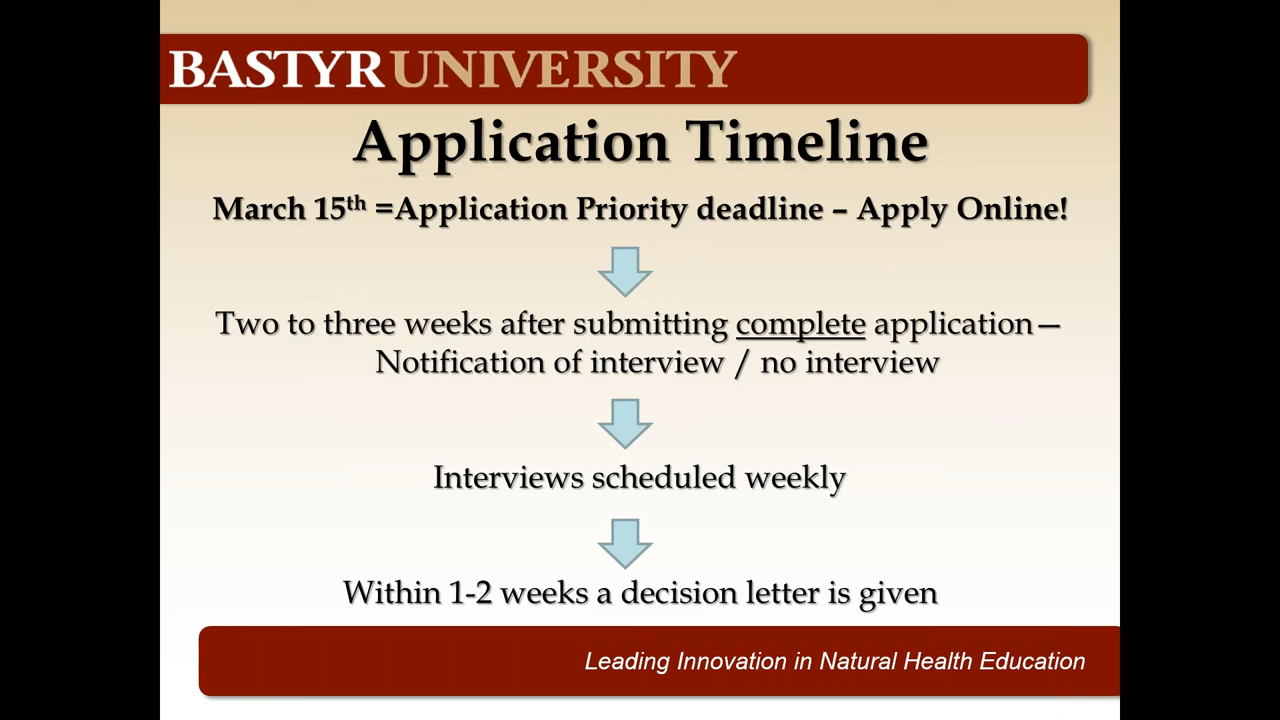 BASTYR UNIVERSITY
Application Timeline
March 15th =Application Priority deadline – Apply Online!
Two to three weeks after submitting complete application—
Notification of interview / no interview
Interviews scheduled weekly
Within 1-2 weeks a decision letter is given
Leading Innovation in Natural Health Education